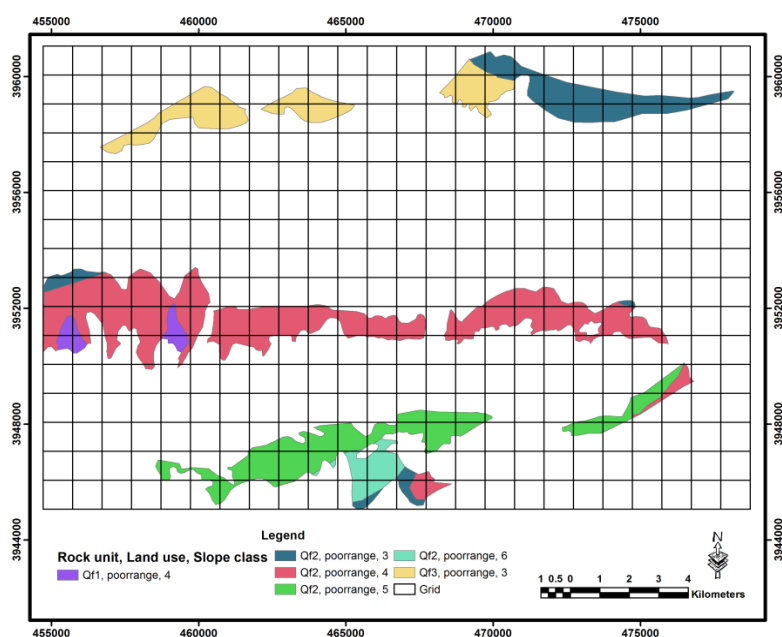 455000 460000 465000 470000 475000
3960000 3960000
3956000 3956000
3952000 3952000
3948000 3948000
3944000 3944000
Legend
Rock unit, Land use, Slope class
Qf1, poorrange, 4
Qf2, poorrange, 3
Qf2, poorrange, 4
Qf2, poorrange, 5
Qf2, poorrange, 6
Qf3, poorrange, 3
Grid
N
1 0.5 0 1 2 3 4
Kilometers
455000 460000 465000 470000 475000